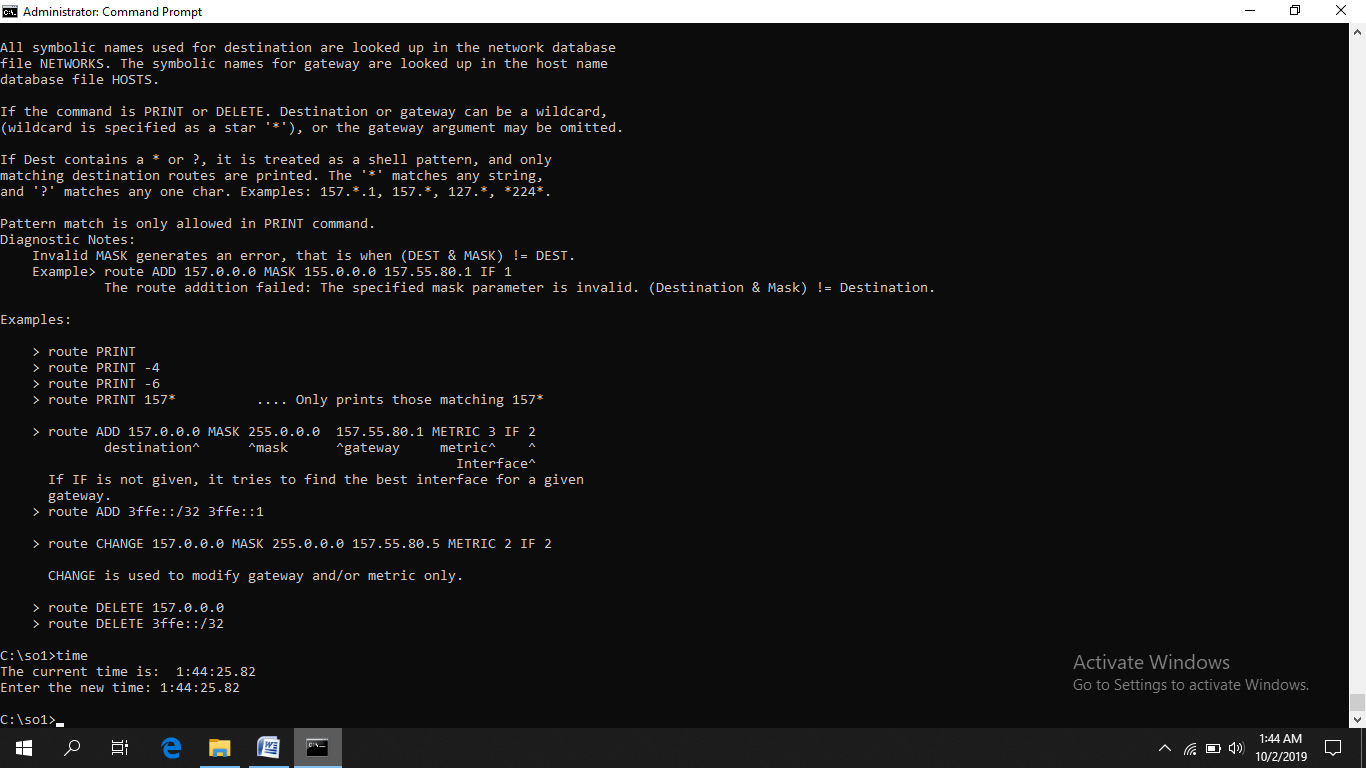 Administrator: Command Prompt
All symbolic names used for destination are looked up in the network database
file NETWORKS. The symbolic names for gateway are looked up in the host name
database file HOSTS.
If the command is PRINT or DELETE. Destination or gateway can be a wildcard,
(wildcard is specified as a star '*'), or the gateway argument may be omitted.
If Dest contains a * or ?, it is treated as a shell pattern, and only
matching destination routes are printed. The '*' matches any string,
and '?' matches any one char. Examples: 157.*.1, 157.*, 127.*, *224*.
Pattern match is only allowed in PRINT command.
Diagnostic Notes:
    Invalid MASK generates an error, that is when (DEST & MASK) != DEST.
    Example> route ADD 157.0.0.0 MASK 155.0.0.0 157.55.80.1 IF 1
             The route addition failed: The specified mask parameter is invalid. (Destination & Mask) != Destination.
Examples:
    > route PRINT
    > route PRINT -4
    > route PRINT -6
    > route PRINT 157*          .... Only prints those matching 157*
    > route ADD 157.0.0.0 MASK 255.0.0.0  157.55.80.1 METRIC 3 IF 2
             destination^      ^mask      ^gateway     metric^    ^
                                                         Interface^
      If IF is not given, it tries to find the best interface for a given
      gateway.
    > route ADD 3ffe::/32 3ffe::1
    > route CHANGE 157.0.0.0 MASK 255.0.0.0 157.55.80.5 METRIC 2 IF 2
      CHANGE is used to modify gateway and/or metric only.
    > route DELETE 157.0.0.0
    > route DELETE 3ffe::/32
C:\so1>time
The current time is:  1:44:25.82
Enter the new time: 1:44:25.82
C:\so1>_
Activate Windows
Go to Settings to activate Windows.
1:44 AM
10/2/2019